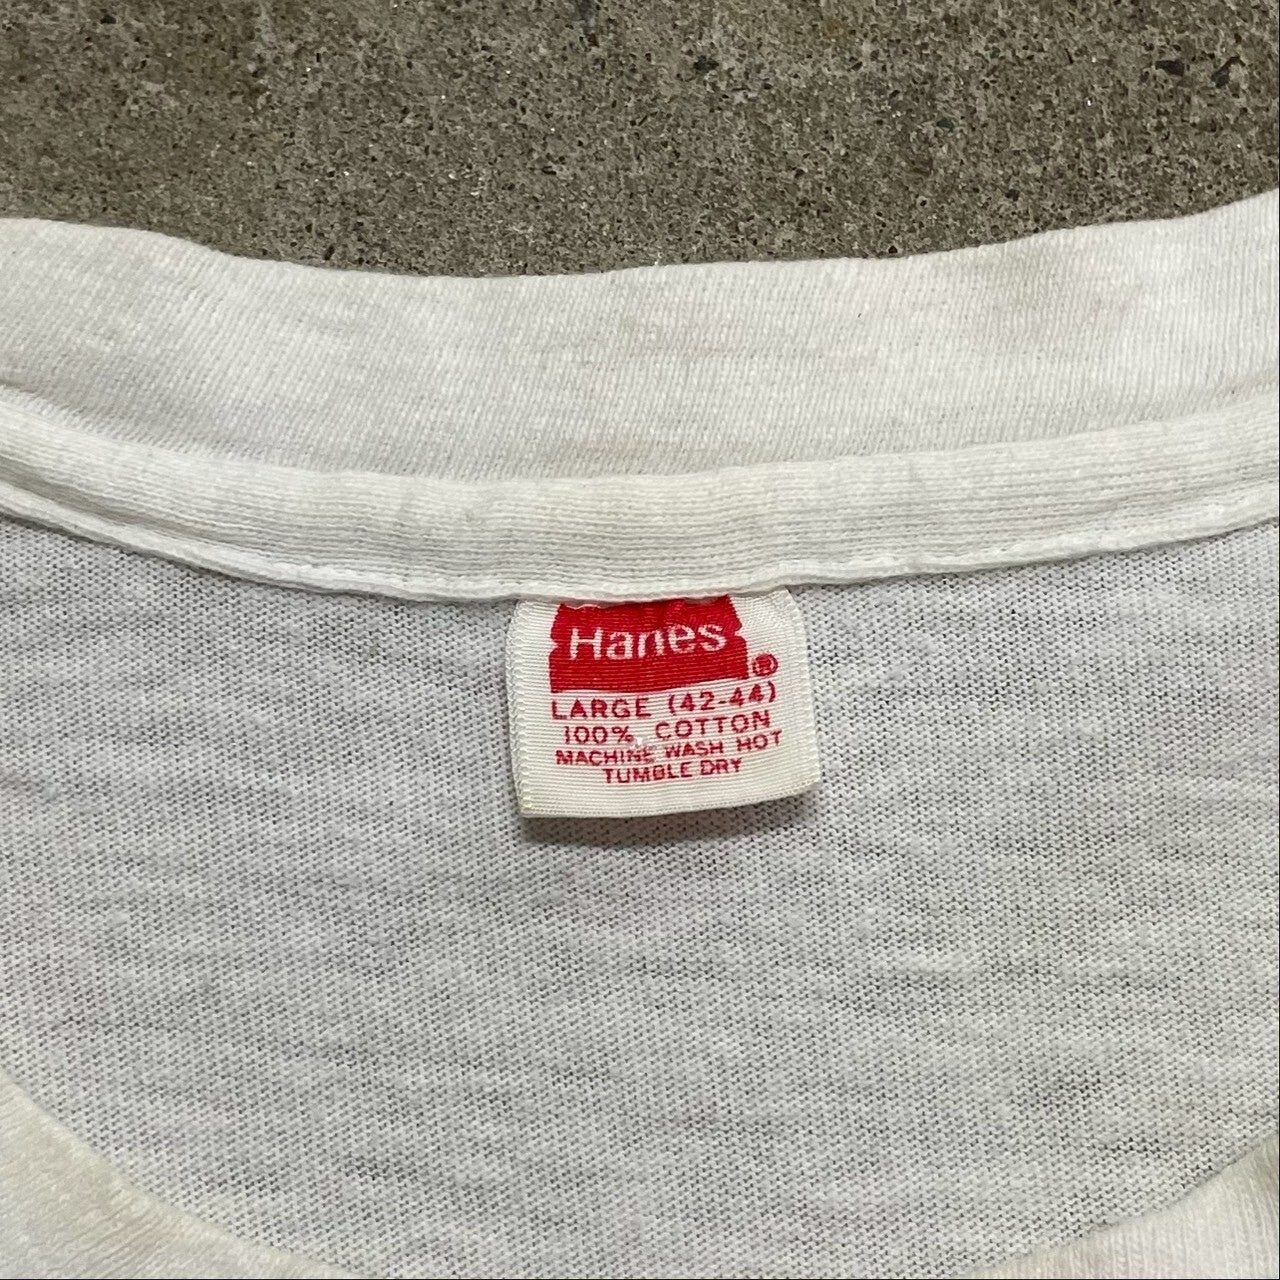 Hanes®
LARGE (42-44)
100% COTTON
MACHINE WASH HOT
TUMBLE DRY